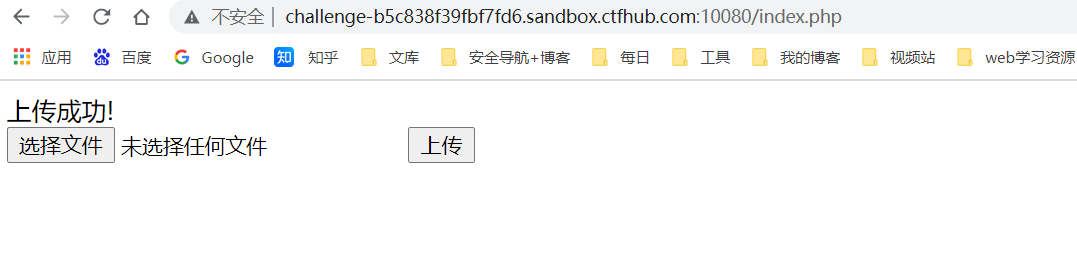 不安全 | challenge-b5c838f39fbf7fd6.sandbox.ctfhub.com:10080/index.php
应用 百度 Google 知 知乎 文库 安全导航+博客 每日 工具 我的博客 视频站 web学习资源
上传成功!
选择文件 未选择任何文件 上传